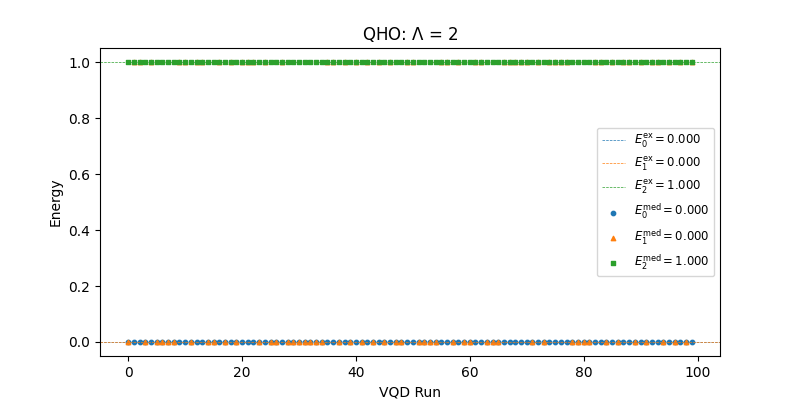 QHO: Λ = 2
Energy
1.0
0.8
0.6
0.4
0.2
0.0
0 20 40 60 80 100
VQD Run
E_0^ex = 0.000
E_1^ex = 0.000
E_2^ex = 1.000
E_0^med = 0.000
E_1^med = 0.000
E_2^med = 1.000